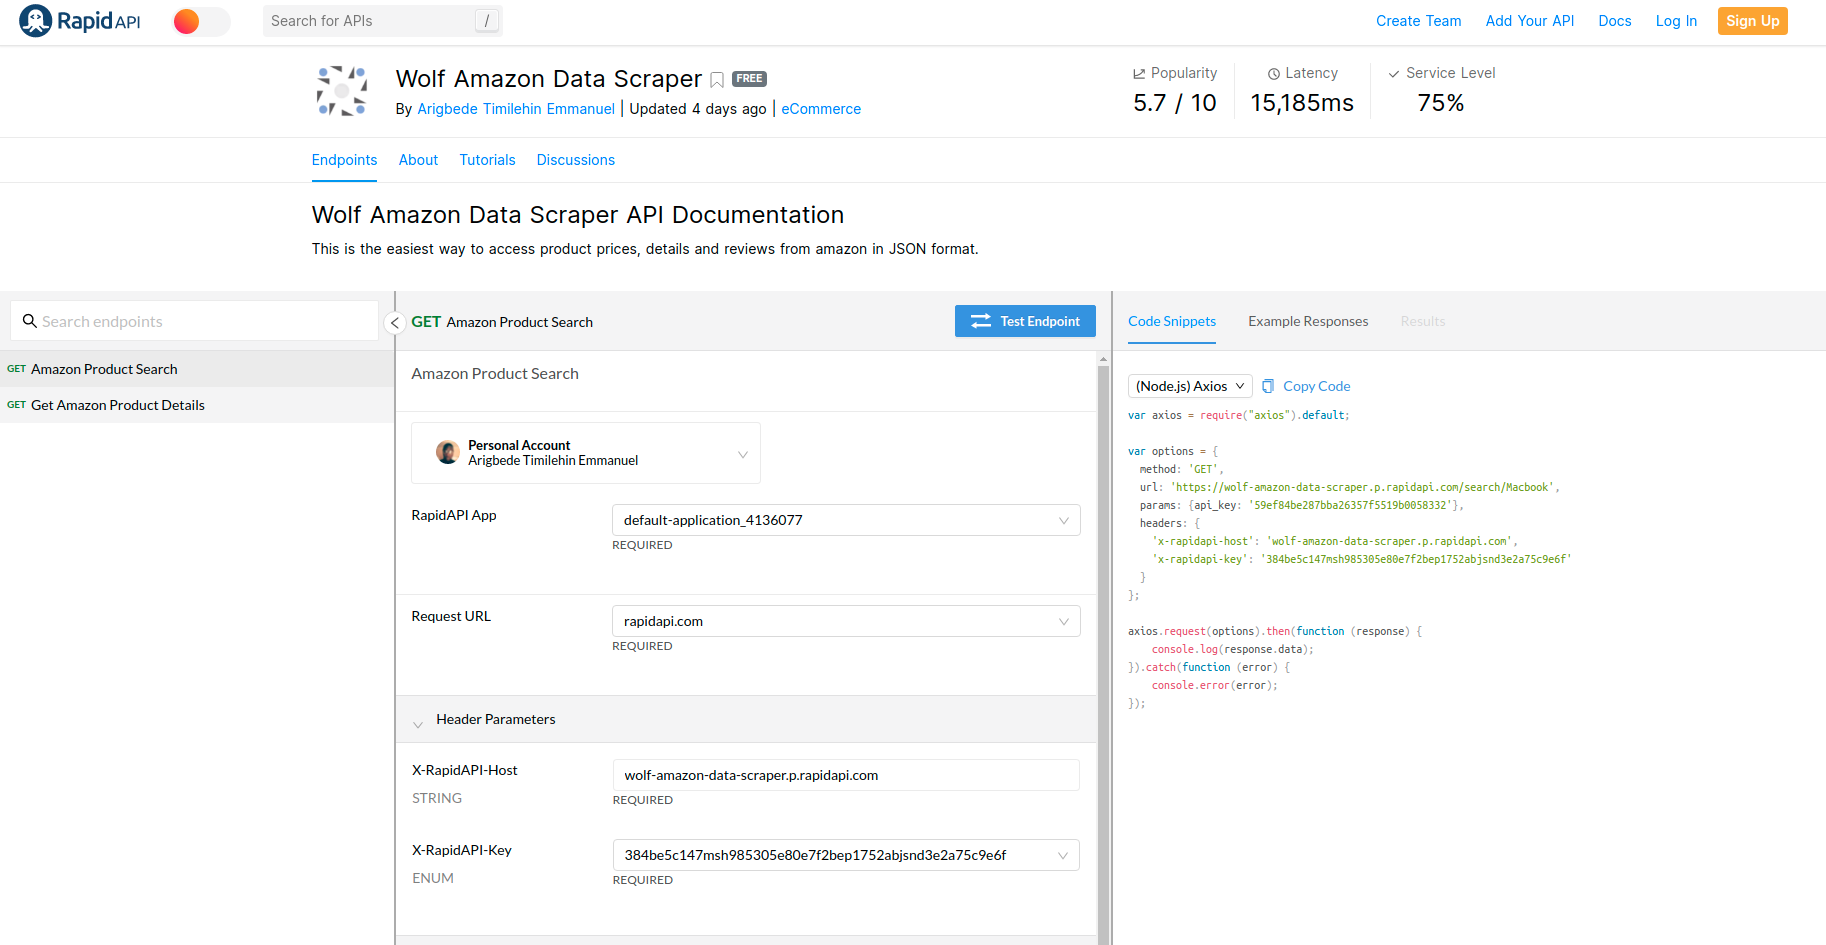 RapidAPI
Search for APIs
/
Create Team
Add Your API
Docs
Log In
Sign Up
Wolf Amazon Data Scraper
FREE
By Arigbede Timilehin Emmanuel | Updated 4 days ago | eCommerce
Popularity
5.7 / 10
Latency
15,185ms
Service Level
75%
Endpoints
About
Tutorials
Discussions
Wolf Amazon Data Scraper API Documentation
This is the easiest way to access product prices, details and reviews from amazon in JSON format.
Search endpoints
GET Amazon Product Search
GET Get Amazon Product Details
GET Amazon Product Search
Test Endpoint
Amazon Product Search
Personal Account
Arigbede Timilehin Emmanuel
RapidAPI App
default-application_4136077
REQUIRED
Request URL
rapidapi.com
REQUIRED
Header Parameters
X-RapidAPI-Host
STRING
wolf-amazon-data-scraper.p.rapidapi.com
REQUIRED
X-RapidAPI-Key
ENUM
384be5c147msh985305e80e7f2bep1752abjsnd3e2a75c9e6f
REQUIRED
Code Snippets
Example Responses
Results
(Node.js) Axios
Copy Code
var axios = require("axios").default;
var options = {
method: 'GET',
url: 'https://wolf-amazon-data-scraper.p.rapidapi.com/search/Macbook',
params: {api_key: '59ef84be287bba26357f5519b0058332'},
headers: {
'x-rapidapi-host': 'wolf-amazon-data-scraper.p.rapidapi.com',
'x-rapidapi-key': '384be5c147msh985305e80e7f2bep1752abjsnd3e2a75c9e6f'
}
};
axios.request(options).then(function (response) {
console.log(response.data);
}).catch(function (error) {
console.error(error);
});